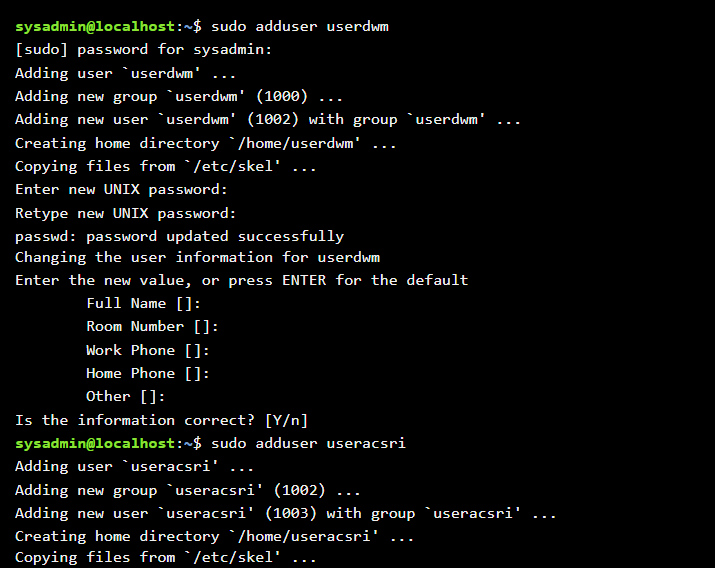 sysadmin@localhost:~$ sudo adduser userdwm
[sudo] password for sysadmin:
Adding user `userdwm' ...
Adding new group `userdwm' (1000) ...
Adding new user `userdwm' (1002) with group `userdwm' ...
Creating home directory `/home/userdwm' ...
Copying files from `/etc/skel' ...
Enter new UNIX password:
Retype new UNIX password:
passwd: password updated successfully
Changing the user information for userdwm
Enter the new value, or press ENTER for the default
        Full Name []:
        Room Number []:
        Work Phone []:
        Home Phone []:
        Other []:
Is the information correct? [Y/n]
sysadmin@localhost:~$ sudo adduser useracsri
Adding user `useracsri' ...
Adding new group `useracsri' (1002) ...
Adding new user `useracsri' (1003) with group `useracsri' ...
Creating home directory `/home/useracsri' ...
Copying files from `/etc/skel' ...